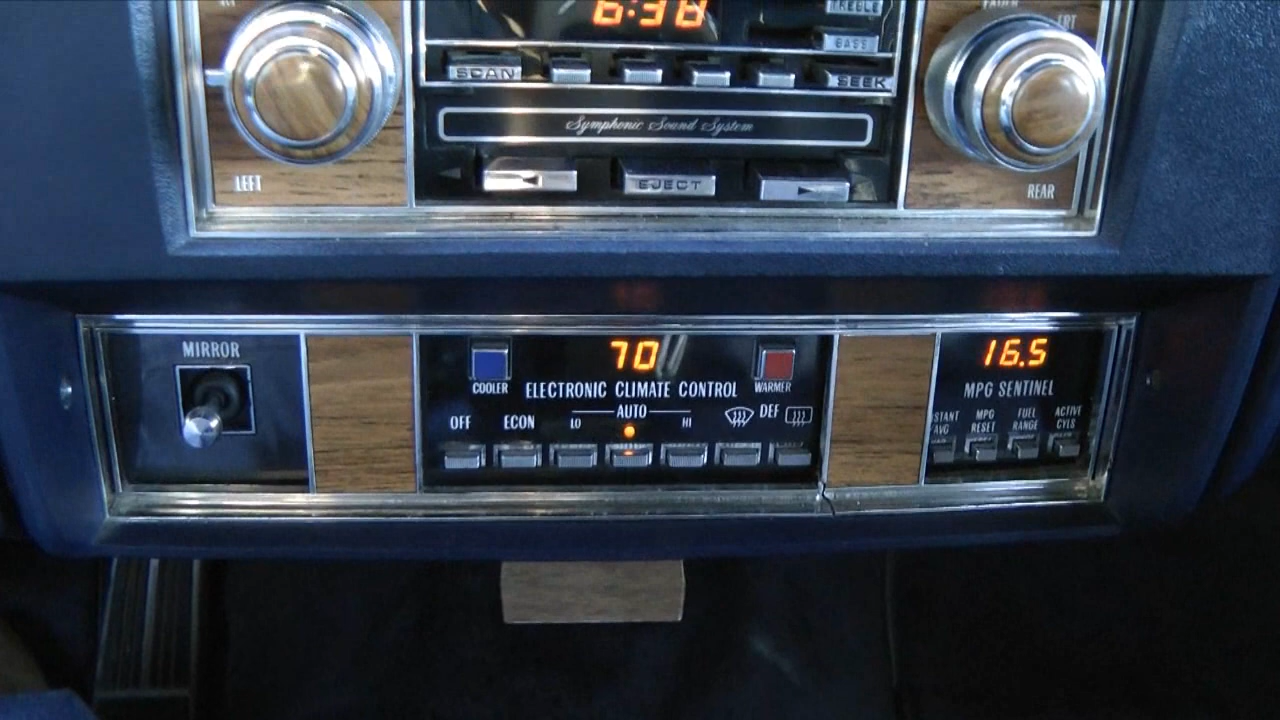 6:38
TREBLE
BASS
SCAN
SEEK
Symphonic Sound System
LEFT
EJECT
REAR
MIRROR
70
COOLER
ELECTRONIC CLIMATE CONTROL
WARMER
OFF
ECON
LO
AUTO
HI
DEF
16.5
MPG SENTINEL
STANT
AVG
MPG
RESET
FUEL
RANGE
ACTIVE
CYLS